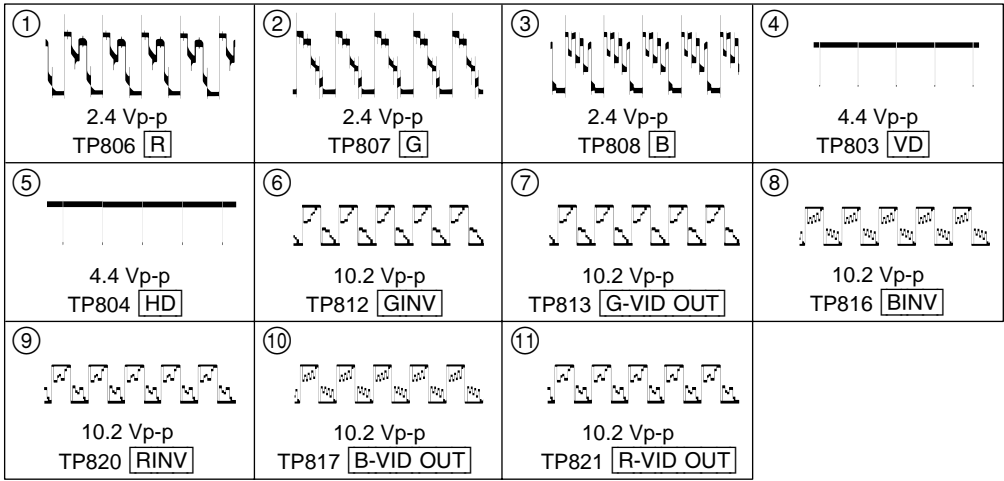 ①
2.4 Vp-p
TP806 R
②
2.4 Vp-p
TP807 G
③
2.4 Vp-p
TP808 B
④
4.4 Vp-p
TP803 VD
⑤
4.4 Vp-p
TP804 HD
⑥
10.2 Vp-p
TP812 GINV
⑦
10.2 Vp-p
TP813 G-VID OUT
⑧
10.2 Vp-p
TP816 BINV
⑨
10.2 Vp-p
TP820 RINV
⑩
10.2 Vp-p
TP817 B-VID OUT
⑪
10.2 Vp-p
TP821 R-VID OUT